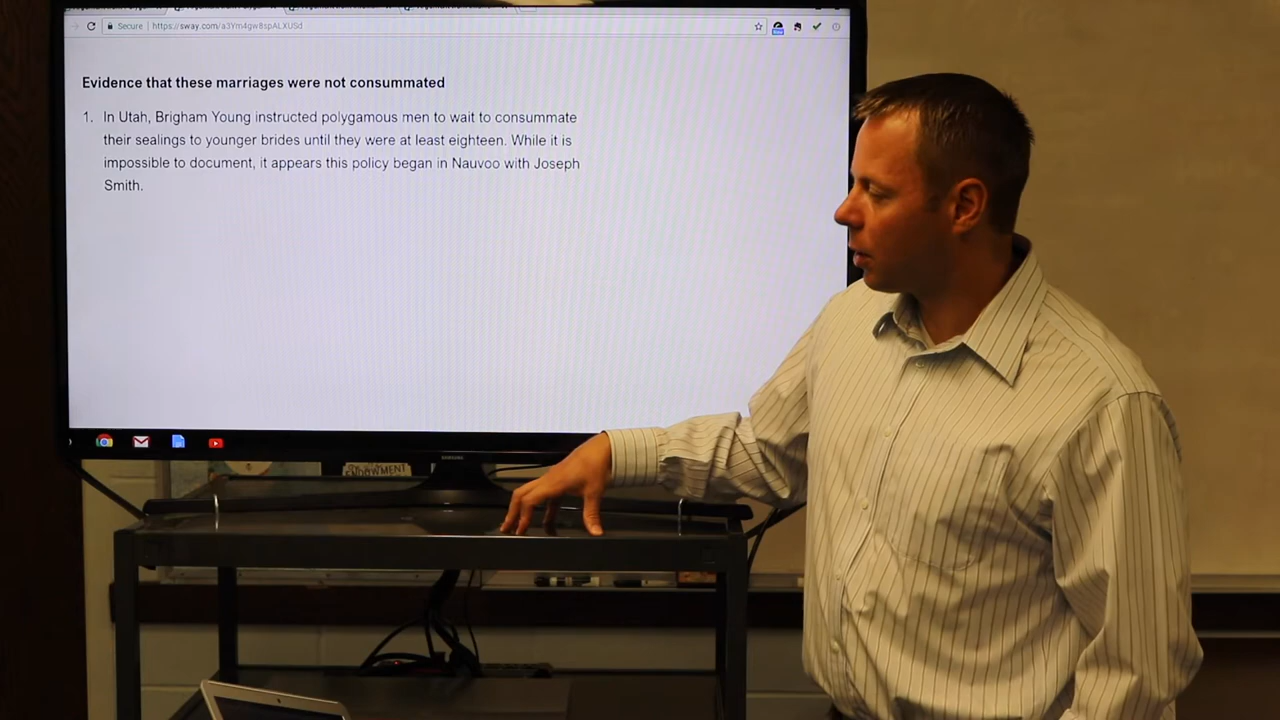 Secure https://sway.com/a3Ym4gw8spALXUSd
Evidence that these marriages were not consummated
1. In Utah, Brigham Young instructed polygamous men to wait to consummate
their sealings to younger brides until they were at least eighteen. While it is
impossible to document, it appears this policy began in Nauvoo with Joseph
Smith.
SAMSUNG
ENDOWMENT